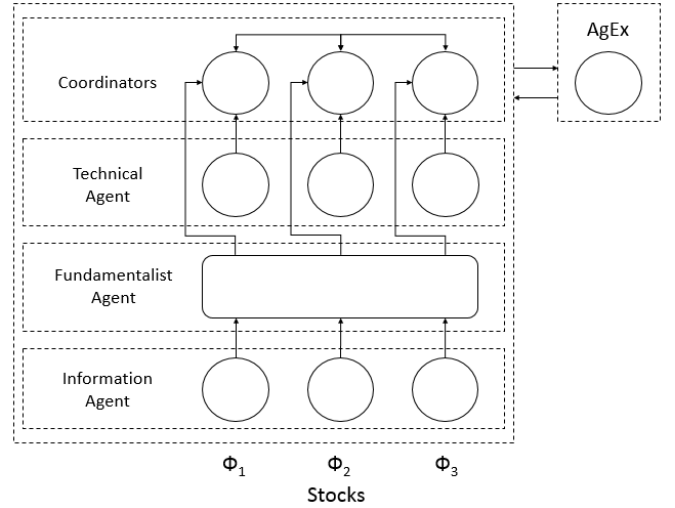 AgEx
Coordinators
Technical
Agent
Fundamentalist
Agent
Information
Agent
Φ1 Φ2 Φ3
Stocks